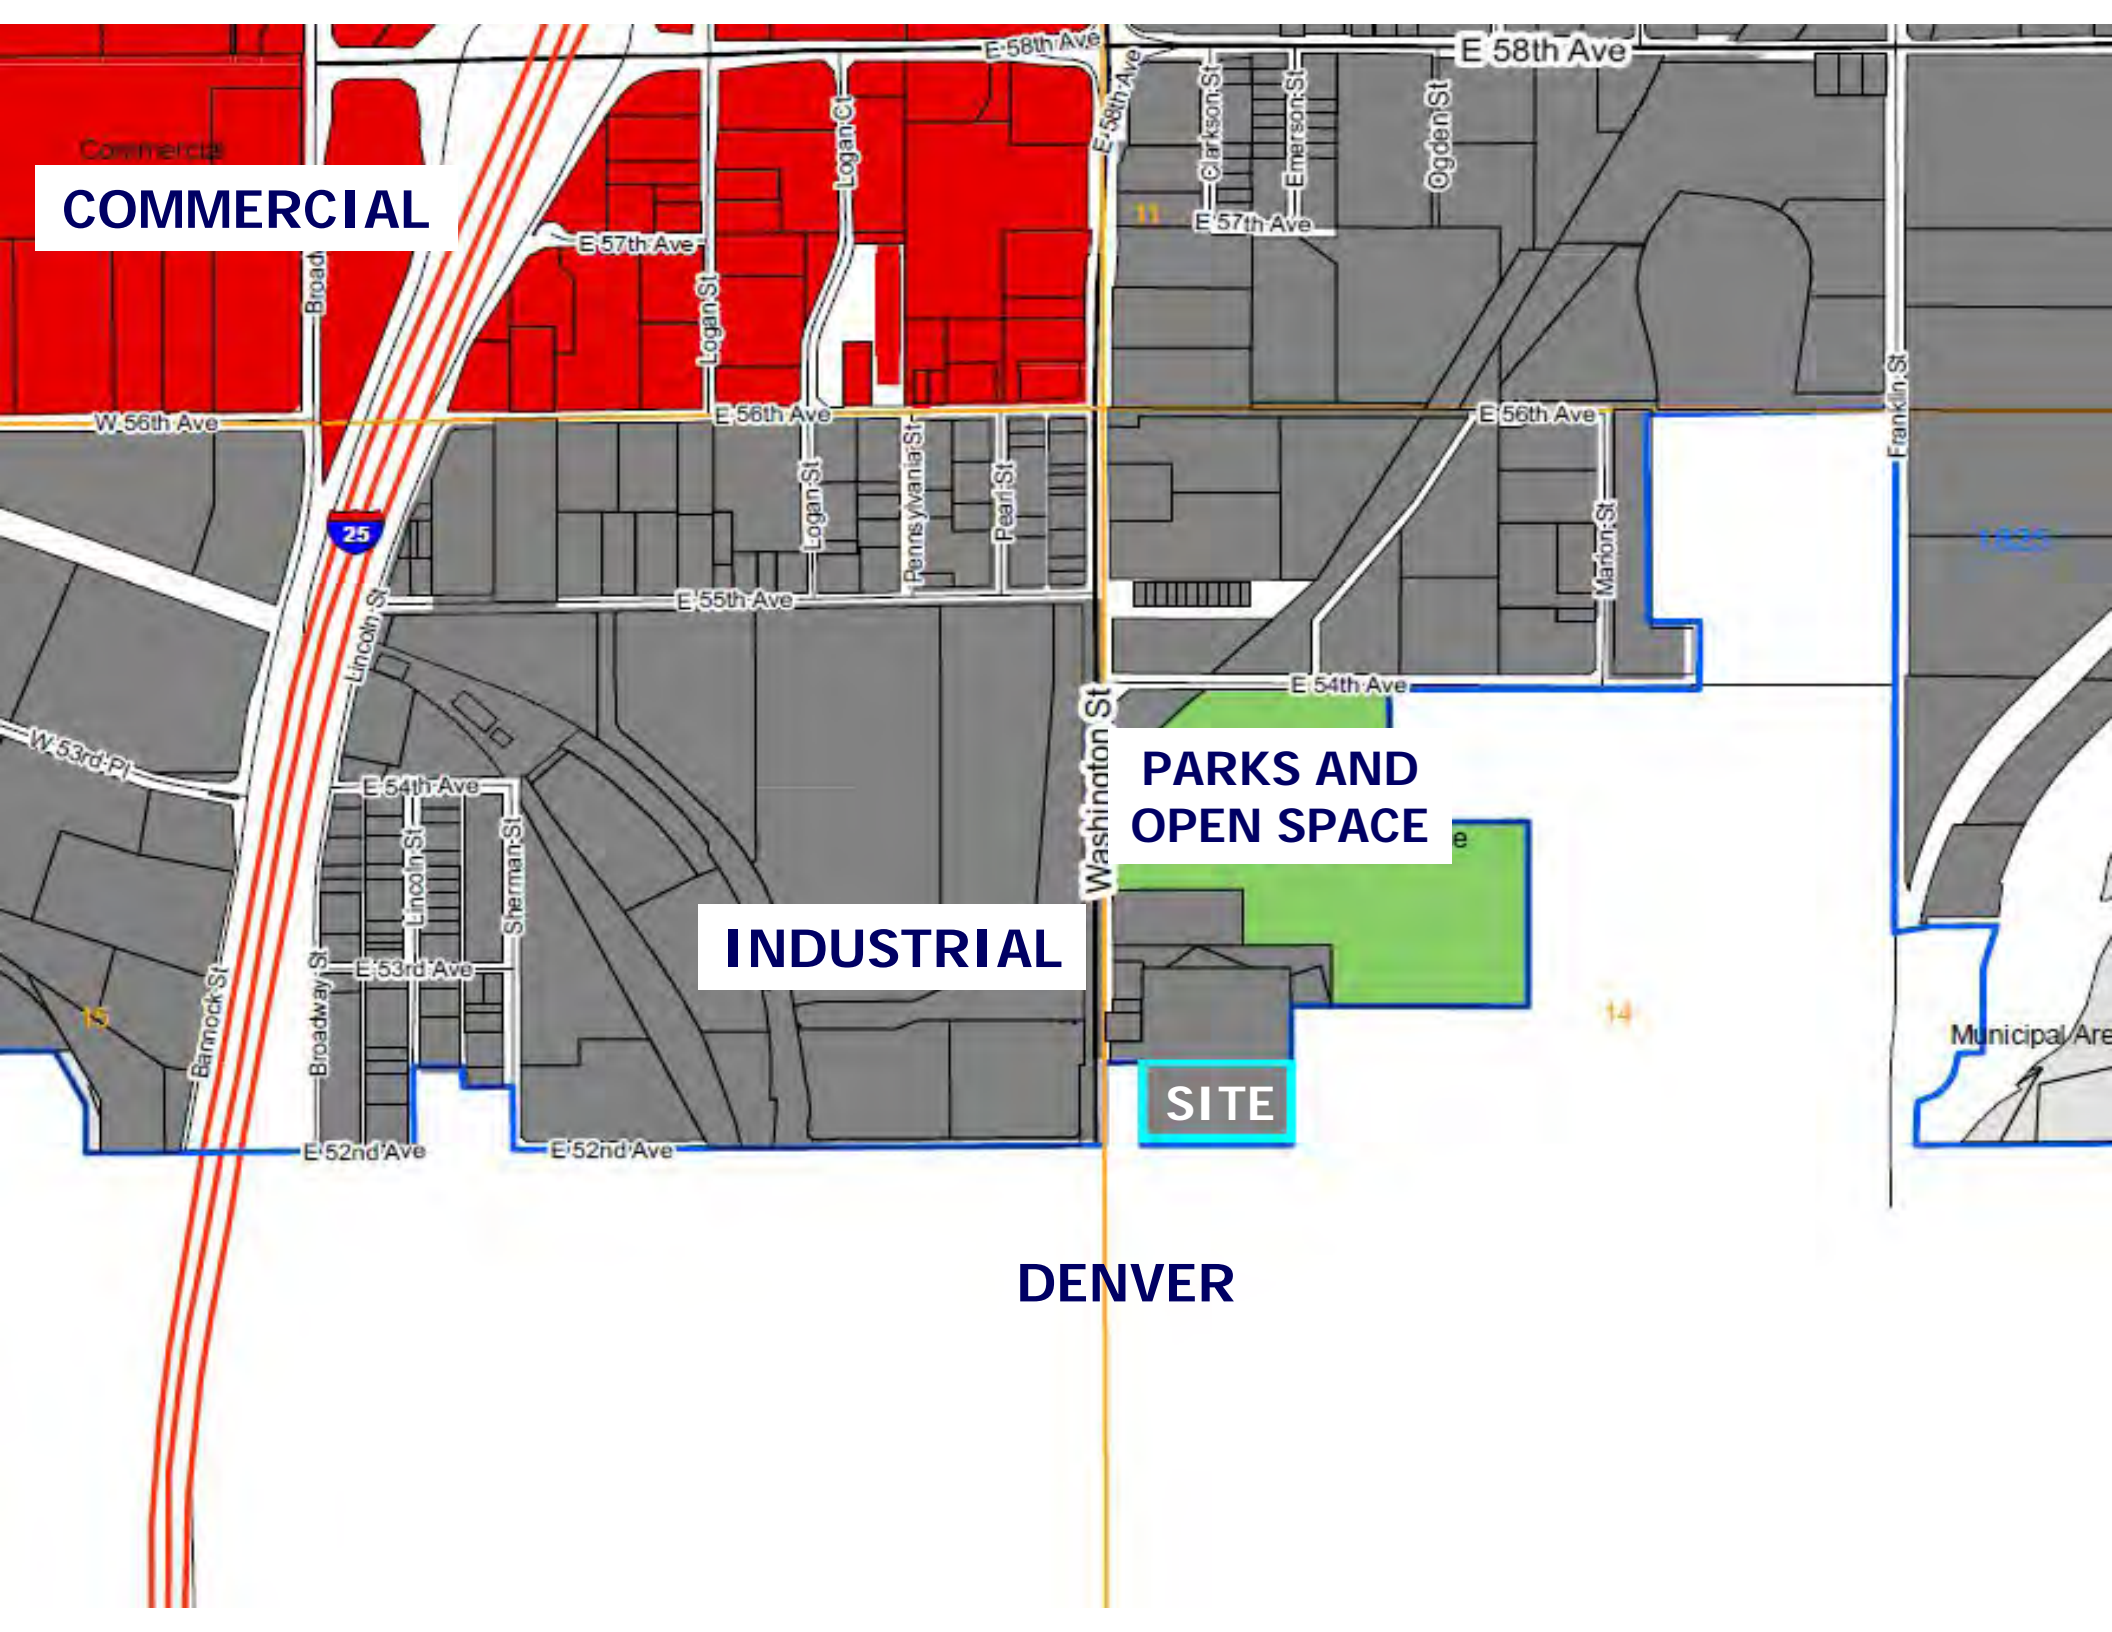 E 58th Ave
E 58th Ave
E 58th Ave
Clarkson St
Emerson St
Ogden St
Logan Ct
Commercial
COMMERCIAL
11
E 57th Ave
E 57th Ave
Logan St
Franklin St
W 56th Ave
E 56th Ave
E 56th Ave
25
Logan St
Pennsylvania St
Pearl St
Marion St
E 55th Ave
Lincoln St
E 54th Ave
Washington St
W 53rd Pl
PARKS AND
OPEN SPACE
E 54th Ave
Lincoln St
Sherman St
INDUSTRIAL
E 53rd Ave
Bannock St
Broadway St
15
14
Municipal Are
SITE
E 52nd Ave
E 52nd Ave
DENVER